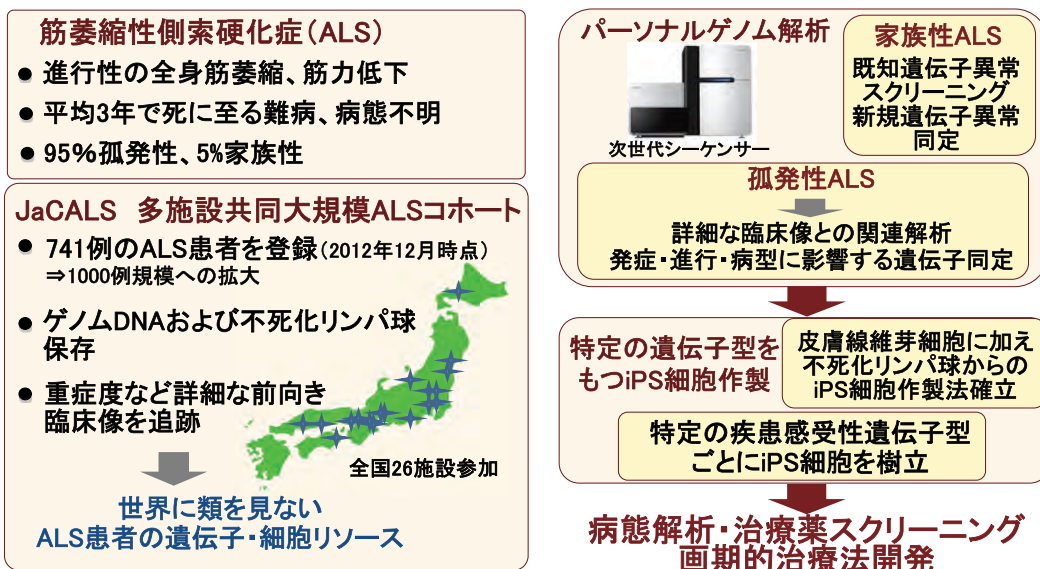 筋萎縮性側索硬化症(ALS)
● 進行性の全身筋萎縮、筋力低下
● 平均3年で死に至る難病、病態不明
● 95%孤発性、5%家族性
JaCALS 多施設共同大規模ALSコホート
● 741例のALS患者を登録(2012年12月時点)
⇒1000例規模への拡大
● ゲノムDNAおよび不死化リンパ球
保存
● 重症度など詳細な前向き
臨床像を追跡
全国26施設参加
世界に類を見ない
ALS患者の遺伝子・細胞リソース
パーソナルゲノム解析
次世代シーケンサー
家族性ALS
既知遺伝子異常
スクリーニング
新規遺伝子異常
同定
孤発性ALS
詳細な臨床像との関連解析
発症・進行・病型に影響する遺伝子同定
特定の遺伝子型を
もつiPS細胞作製
皮膚線維芽細胞に加え
不死化リンパ球からの
iPS細胞作製法確立
特定の疾患感受性遺伝子型
ごとにiPS細胞を樹立
病態解析・治療薬スクリーニング
画期的治療法開発